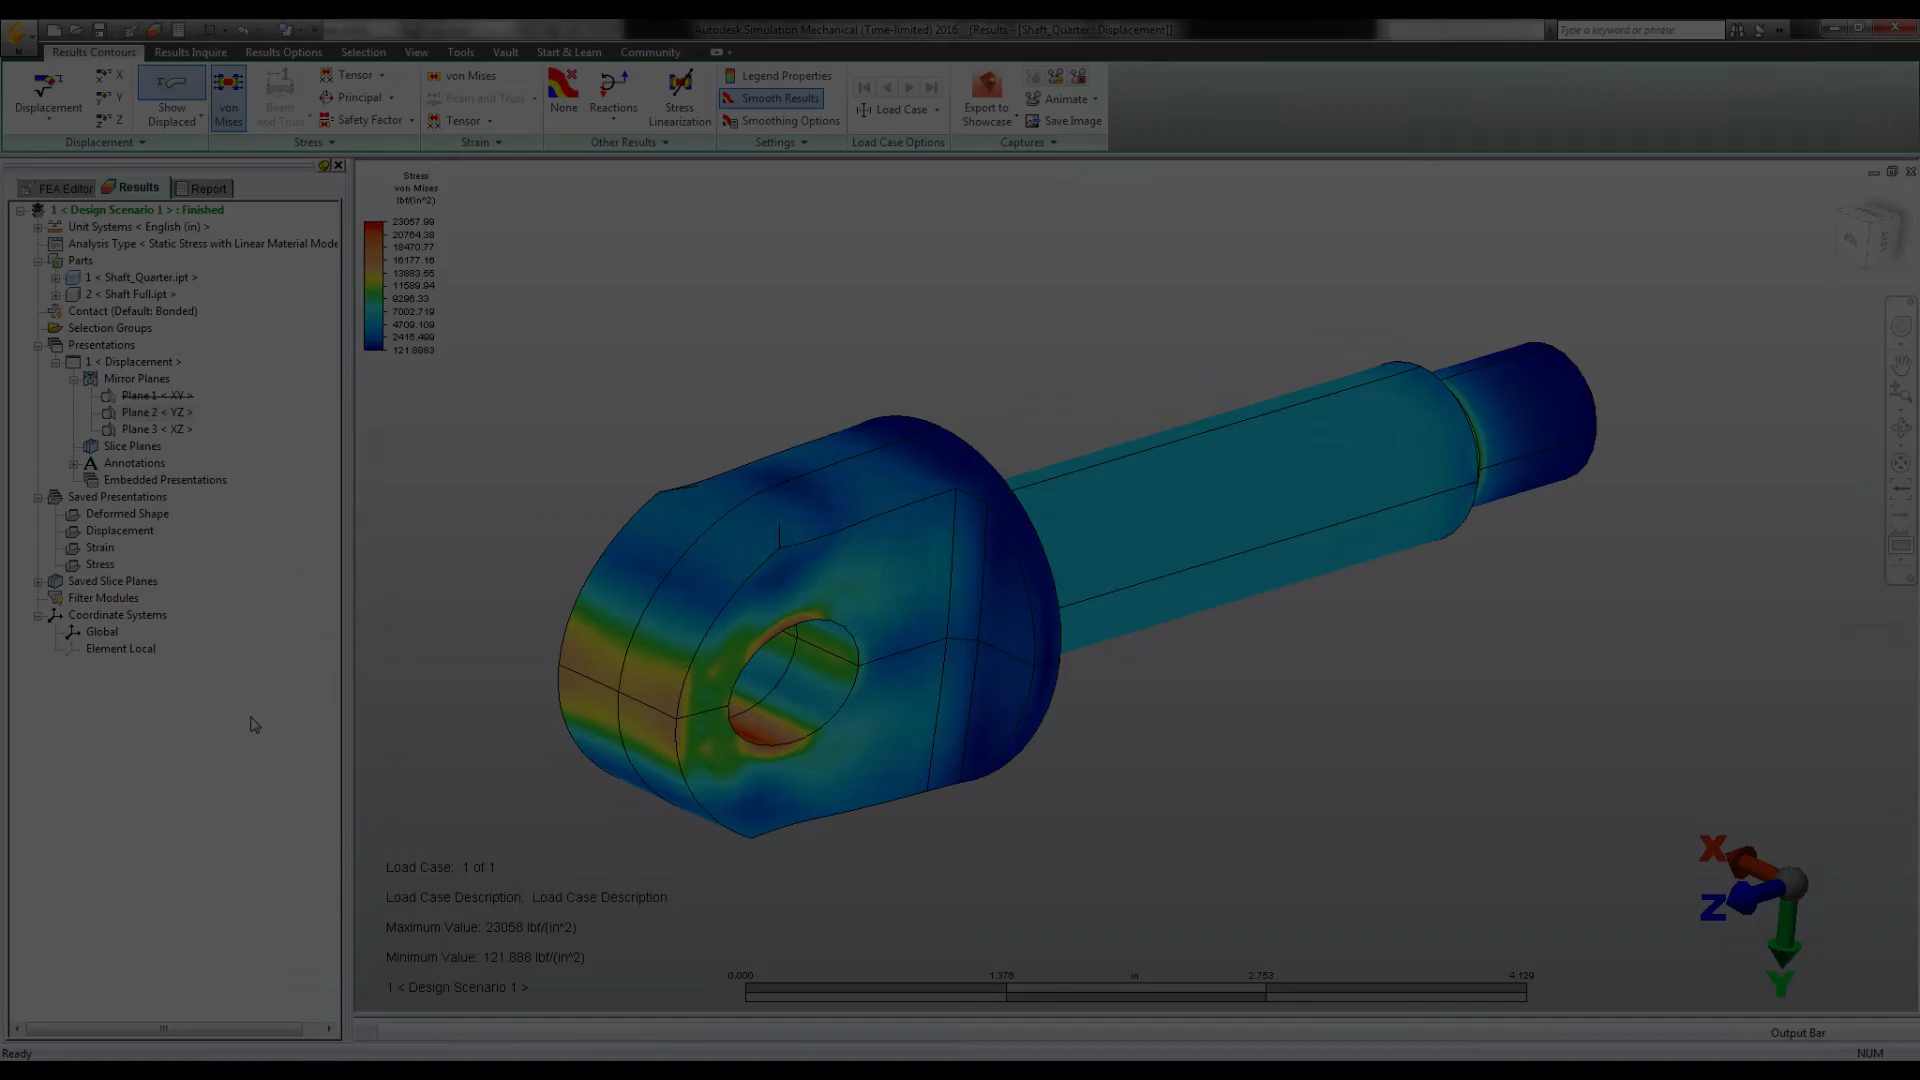 Autodesk Simulation Mechanical (Time-limited) 2016 [Results - [Shaft_Quarter : Displacement]]
Type a keyword or phrase
Results Contours Results Inquire Results Options Selection View Tools Vault Start & Learn Community
Displacement X Y Z Show Displaced
von Mises Beam and Truss Tensor Principal Safety Factor
von Mises Beam and Truss Tensor
None Reactions Stress Linearization
Legend Properties Smooth Results Smoothing Options
Load Case
Export to Showcase Animate Save Image
Displacement Stress Strain Other Results Settings Load Case Options Captures
FEA Editor Results Report
1 < Design Scenario 1 > : Finished
Unit Systems < English (in) >
Analysis Type < Static Stress with Linear Material Mode
Parts
1 < Shaft_Quarter.ipt >
2 < Shaft Full.ipt >
Contact (Default: Bonded)
Selection Groups
Presentations
1 < Displacement >
Mirror Planes
Plane 1 < XY >
Plane 2 < YZ >
Plane 3 < XZ >
Slice Planes
Annotations
Embedded Presentations
Saved Presentations
Deformed Shape
Displacement
Strain
Stress
Saved Slice Planes
Filter Modules
Coordinate Systems
Global
Element Local
Stress
von Mises
lbf/(in^2)
23057.99
20764.38
18470.77
16177.16
13883.55
11589.94
9296.33
7002.719
4709.109
2415.499
121.8883
Load Case: 1 of 1
Load Case Description: Load Case Description
Maximum Value: 23058 lbf/(in^2)
Minimum Value: 121.888 lbf/(in^2)
1 < Design Scenario 1 >
0.000 1.376 in 2.753 4.129
X
Z
Y
Output Bar
Ready
NUM